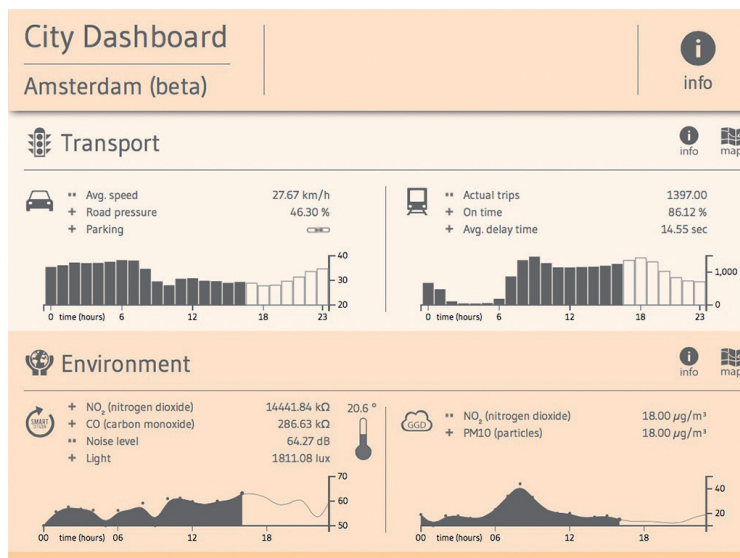 City Dashboard
Amsterdam (beta)
info
Transport
info
map
Avg. speed 27.67 km/h
+ Road pressure 46.30 %
+ Parking
Actual trips 1397.00
+ On time 86.12 %
+ Avg. delay time 14.55 sec
40
30
20
0 time (hours) 6 12 18 23
1,000
0
0 time (hours) 6 12 18 23
Environment
info
map
SMART
CITIZEN
+ NO₂ (nitrogen dioxide) 14441.84 kΩ
+ CO (carbon monoxide) 286.63 kΩ
Noise level 64.27 dB
+ Light 1811.08 lux
20.6 °
GGD
NO₂ (nitrogen dioxide) 18.00 µg/m³
+ PM10 (particles) 18.00 µg/m³
70
60
50
00 time (hours) 06 12 18
40
20
00 time (hours) 06 12 18